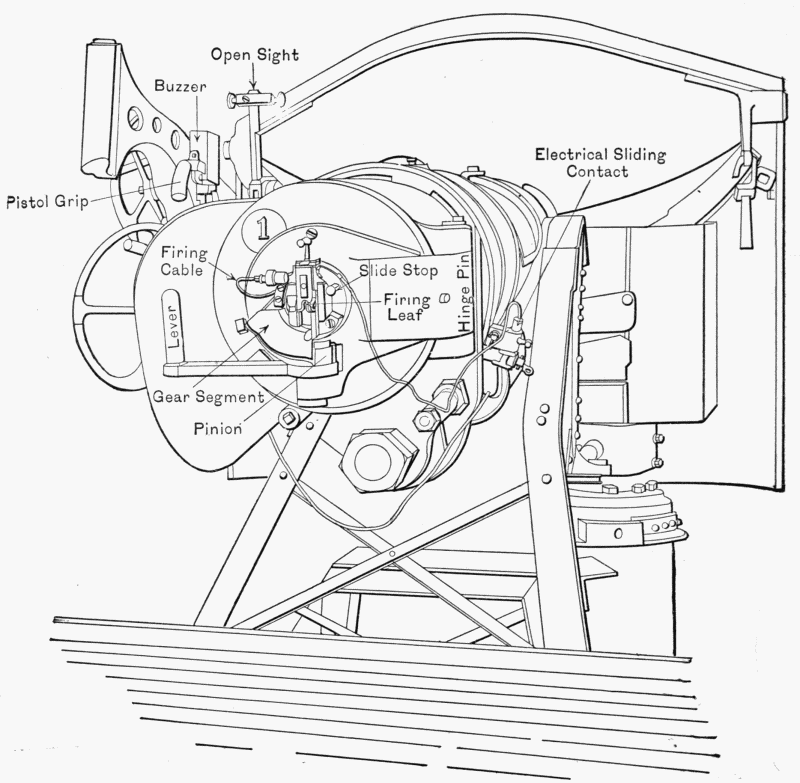 Open Sight
Buzzer
Electrical Sliding
Contact
Pistol Grip
1
Firing
Cable
Slide Stop
Firing
Leaf
Hinge Pin
Lever
Gear Segment
Pinion